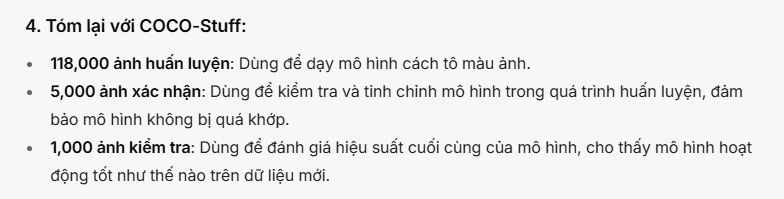 4. Tóm lại với COCO-Stuff:
• 118,000 ảnh huấn luyện: Dùng để dạy mô hình cách tô màu ảnh.
• 5,000 ảnh xác nhận: Dùng để kiểm tra và tinh chỉnh mô hình trong quá trình huấn luyện, đảm
bảo mô hình không bị quá khớp.
• 1,000 ảnh kiểm tra: Dùng để đánh giá hiệu suất cuối cùng của mô hình, cho thấy mô hình hoạt
động tốt như thế nào trên dữ liệu mới.